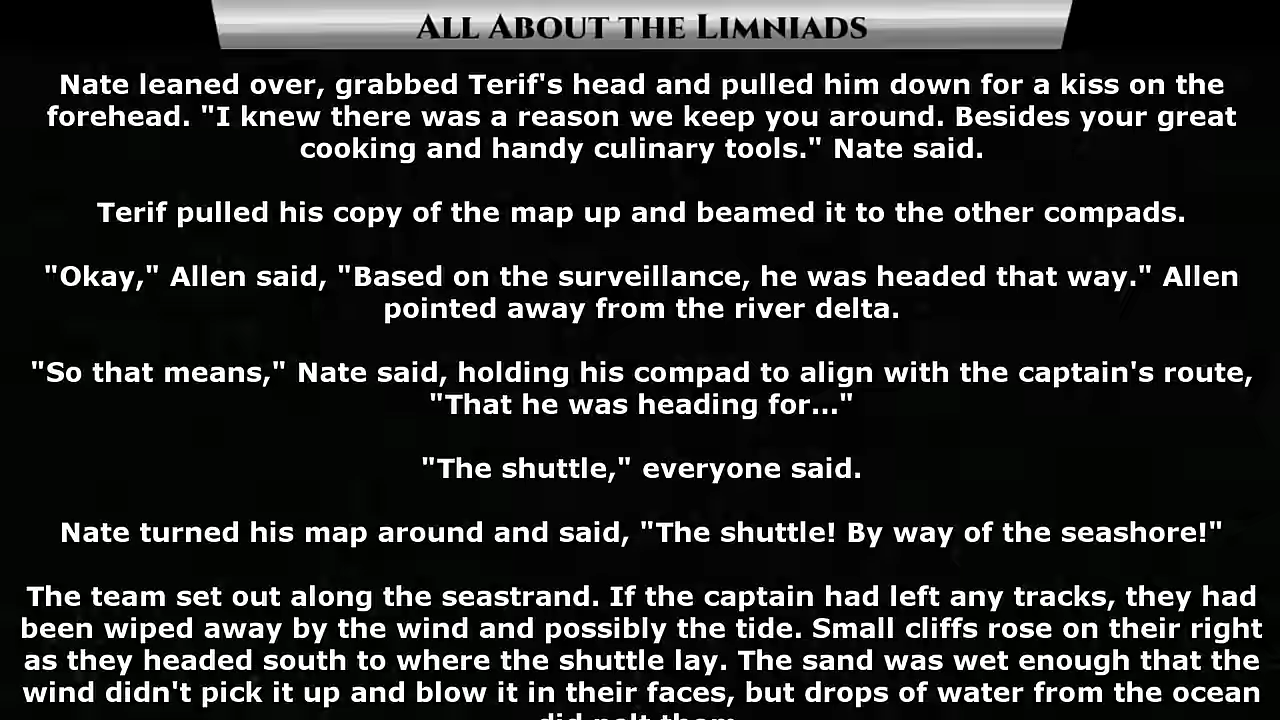 All About the Limniads
Nate leaned over, grabbed Terif's head and pulled him down for a kiss on the
forehead. "I knew there was a reason we keep you around. Besides your great
cooking and handy culinary tools." Nate said.
Terif pulled his copy of the map up and beamed it to the other compads.
"Okay," Allen said, "Based on the surveillance, he was headed that way." Allen
pointed away from the river delta.
"So that means," Nate said, holding his compad to align with the captain's route,
"That he was heading for..."
"The shuttle," everyone said.
Nate turned his map around and said, "The shuttle! By way of the seashore!"
The team set out along the seastrand. If the captain had left any tracks, they had
been wiped away by the wind and possibly the tide. Small cliffs rose on their right
as they headed south to where the shuttle lay. The sand was wet enough that the
wind didn't pick it up and blow it in their faces, but drops of water from the ocean
did pelt them